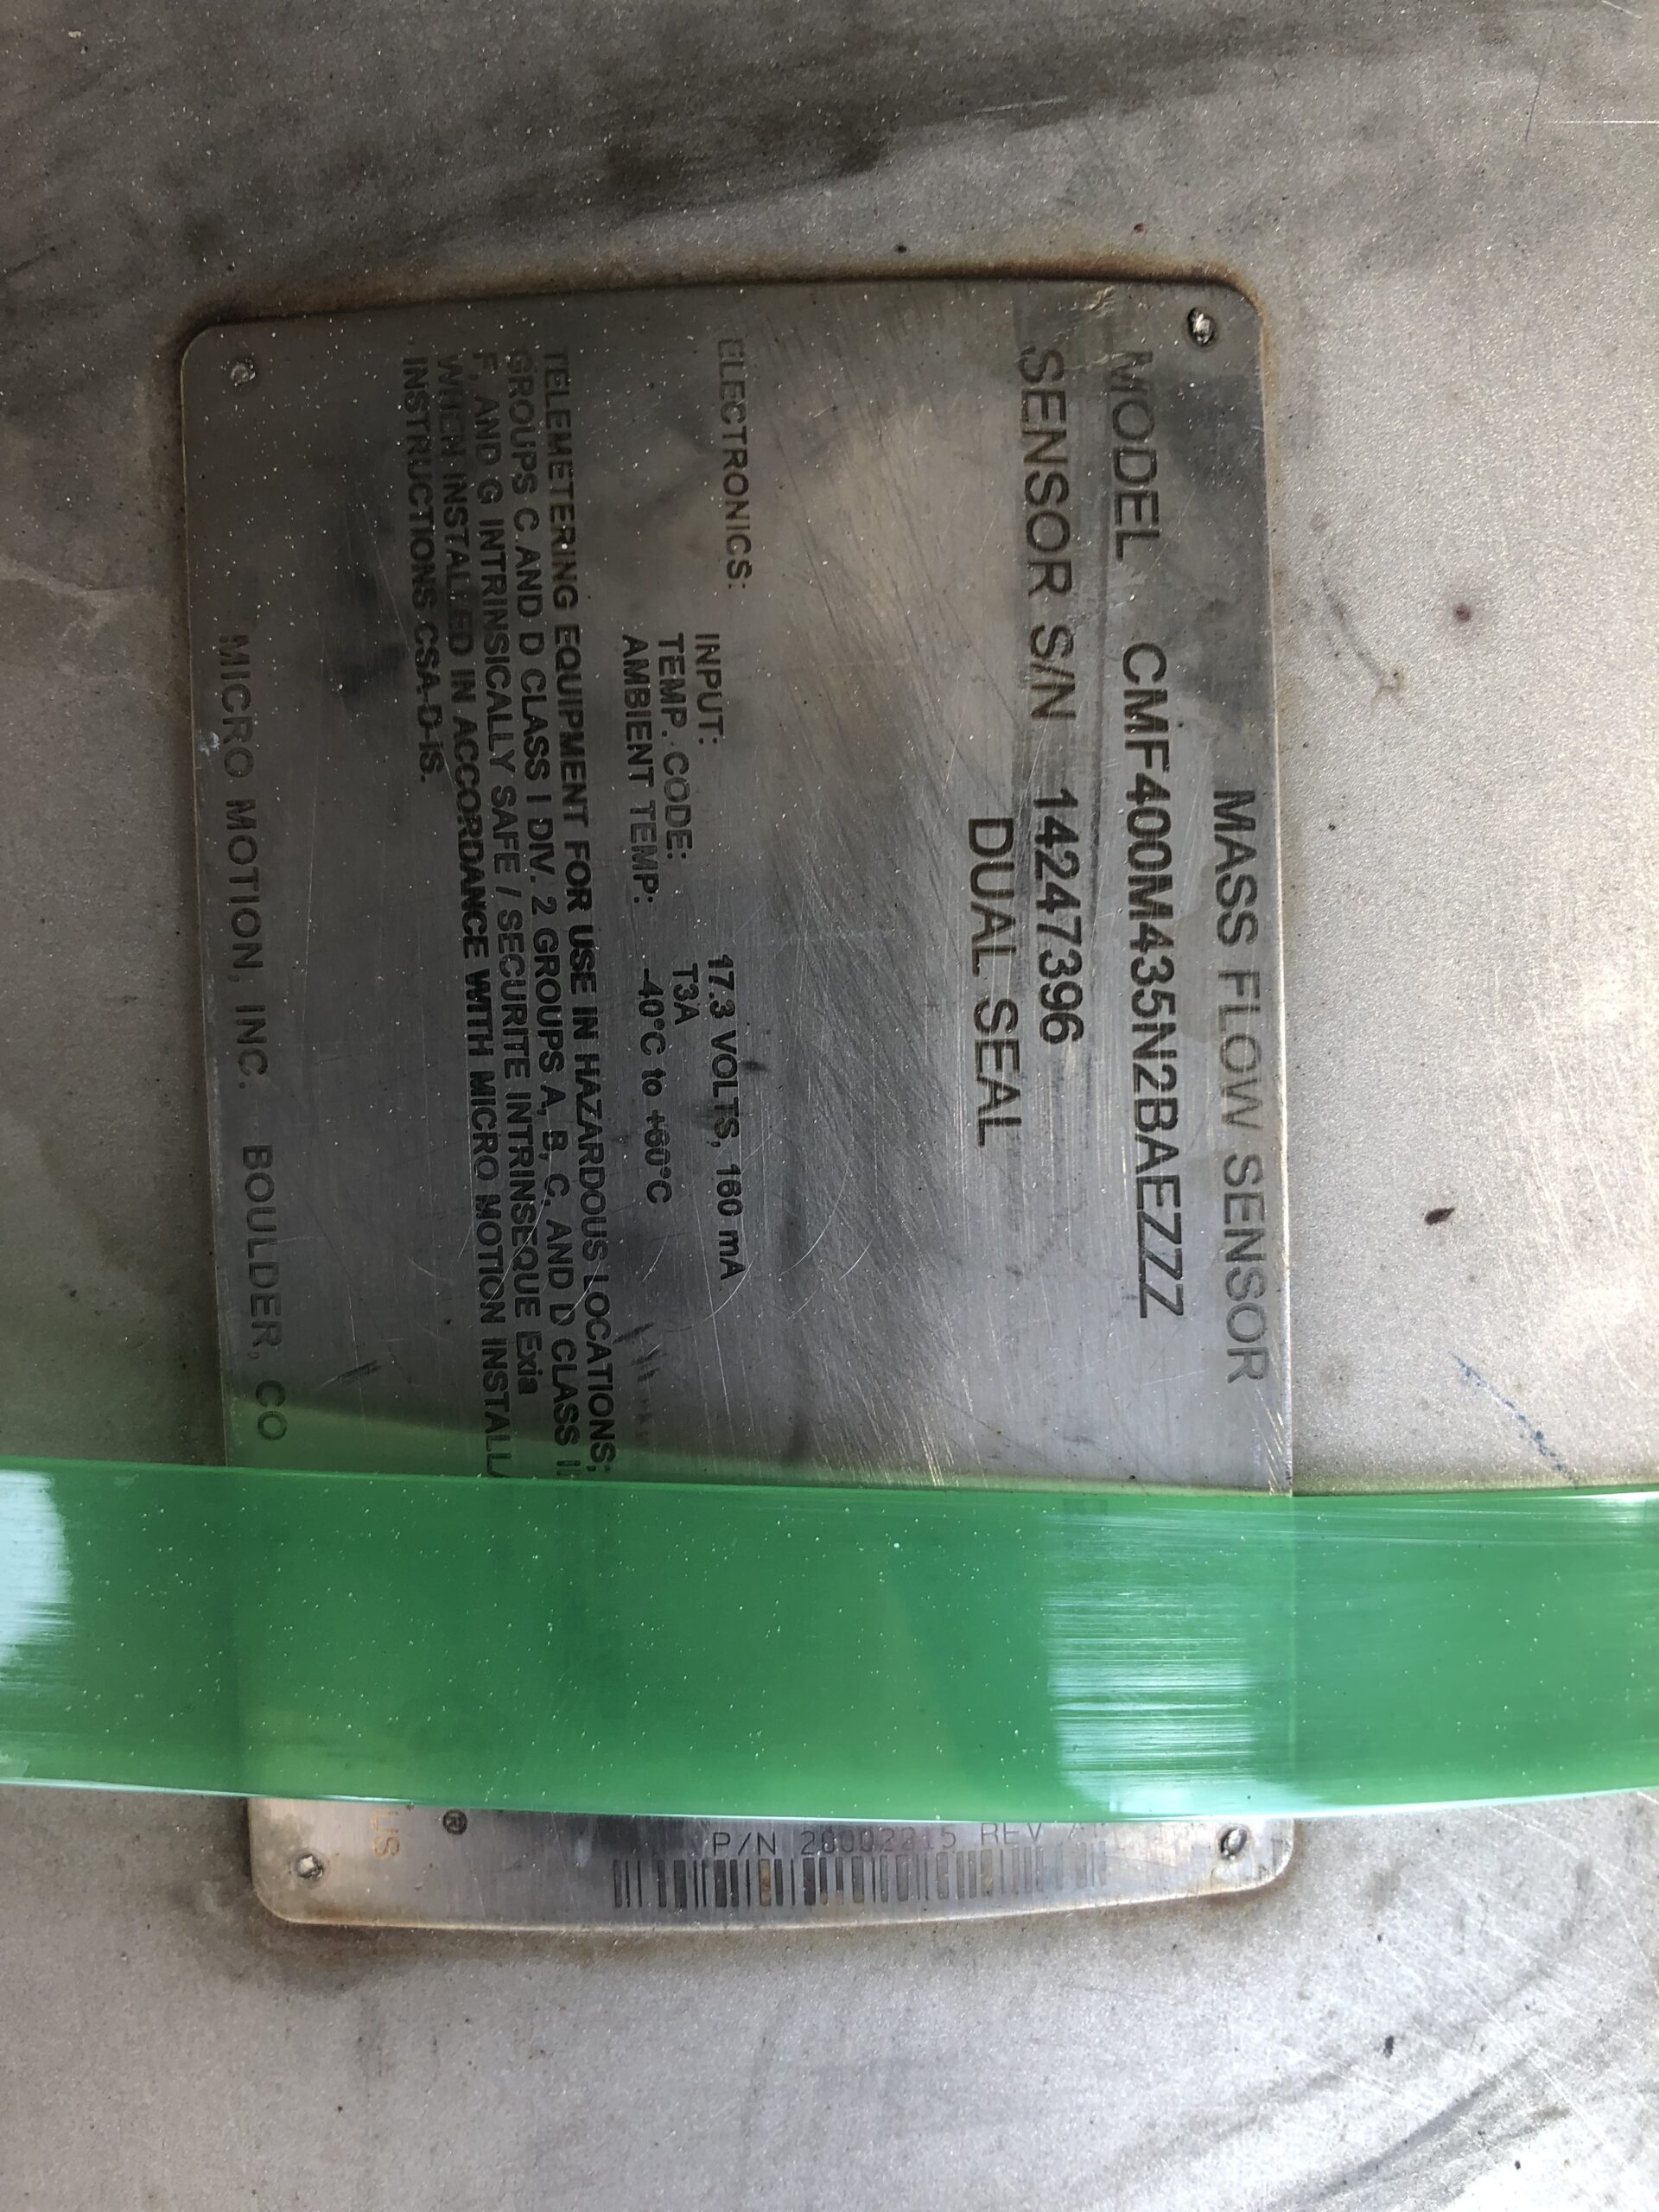 MASS FLOW SENSOR
MODEL CMF400M435N2BAEZZZ
SENSOR S/N 14247396
DUAL SEAL
ELECTRONICS:
INPUT: 17.3 VOLTS, 160 mA
TEMP. CODE: T3A
AMBIENT TEMP: -40°C to +60°C
TELEMETERING EQUIPMENT FOR USE IN HAZARDOUS LOCATIONS;
GROUPS C AND D CLASS I DIV. 2 GROUPS A, B, C, AND D CLASS
F, AND G INTRINSICALLY SAFE / SECURITE INTRINSEQUE Exia
WHEN INSTALLED IN ACCORDANCE WITH MICRO MOTION
INSTRUCTIONS CSA-D-IS.
MICRO MOTION, INC. BOULDER, CO
P/N 20002215 REV
®
US